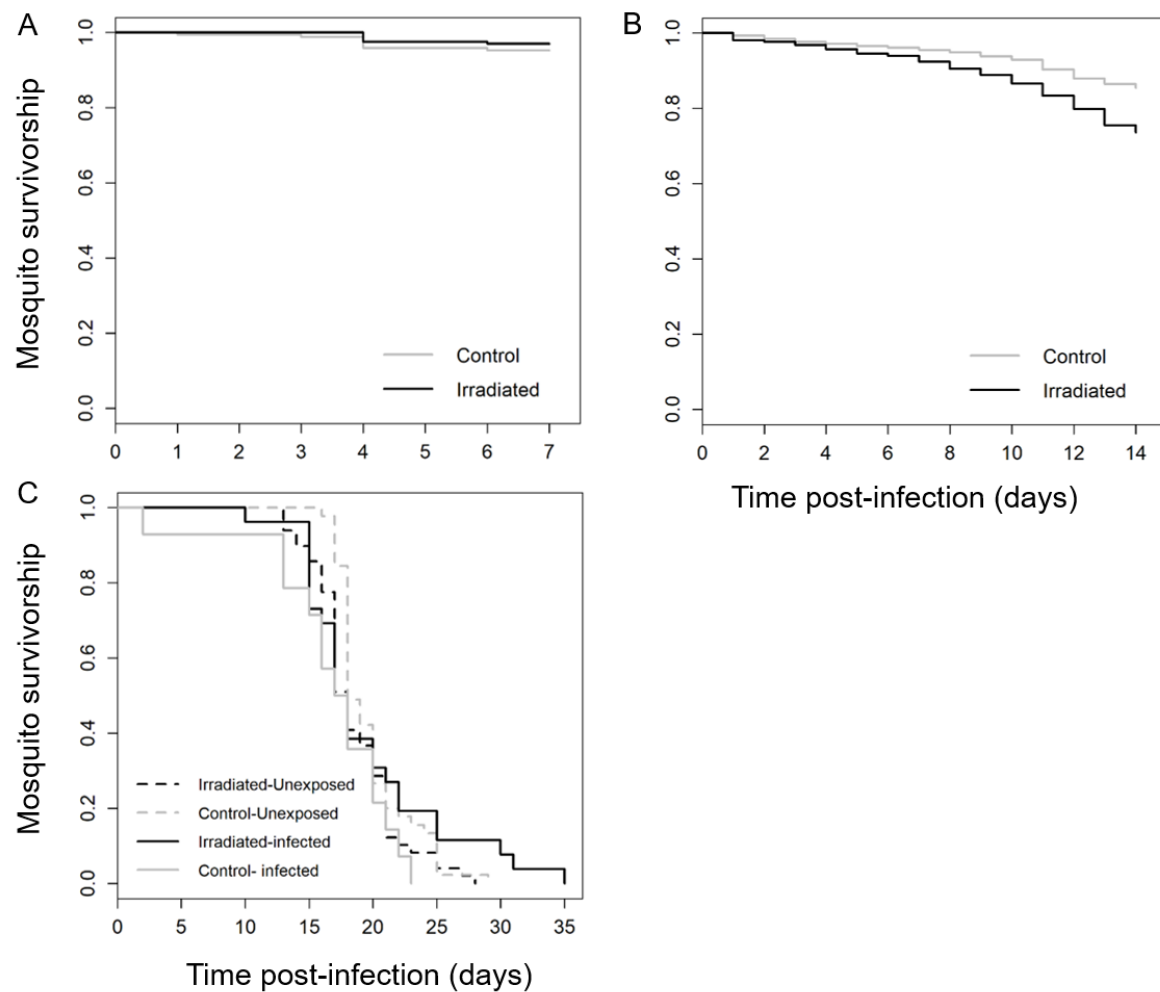 A
Mosquito survivorship
1.0
0.8
0.6
0.4
0.2
0.0
Control
Irradiated
0 1 2 3 4 5 6 7
B
1.0
0.8
0.6
0.4
0.2
0.0
Control
Irradiated
0 2 4 6 8 10 12 14
Time post-infection (days)
C
Mosquito survivorship
1.0
0.8
0.6
0.4
0.2
0.0
Irradiated-Unexposed
Control-Unexposed
Irradiated-infected
Control- infected
0 5 10 15 20 25 30 35
Time post-infection (days)